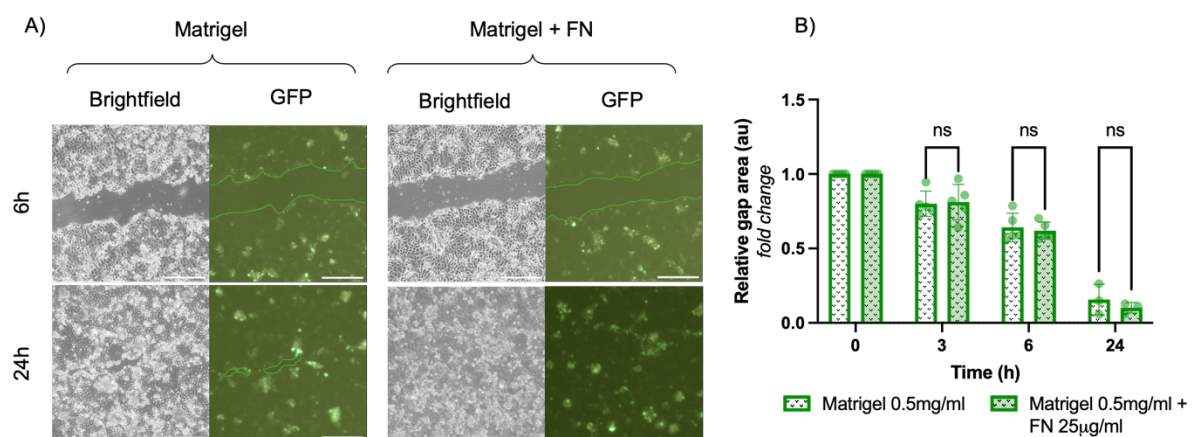 A)
Matrigel
Matrigel + FN
Brightfield
GFP
Brightfield
GFP
6h
24h
B)
Relative gap area (au)
fold change
1.5
1.0
0.5
0.0
ns
ns
ns
0
3
6
24
Time (h)
Matrigel 0.5mg/ml
Matrigel 0.5mg/ml +
FN 25μg/ml